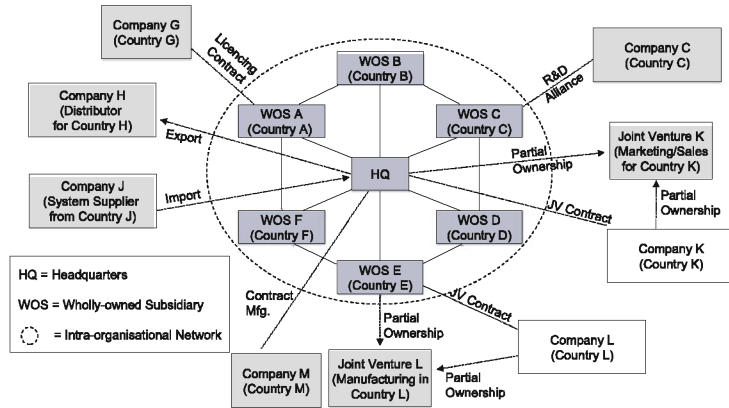 Company G
(Country G)
Licencing
Contract
WOS B
(Country B)
Company C
(Country C)
R&D
Alliance
Company H
(Distributor
for Country H)
Export
WOS A
(Country A)
WOS C
(Country C)
Joint Venture K
(Marketing/Sales
for Country K)
Partial
Ownership
HQ
Company J
(System Supplier
from Country J)
Import
JV Contract
Partial
Ownership
WOS F
(Country F)
WOS D
(Country D)
Company K
(Country K)
WOS E
(Country E)
HQ = Headquarters
WOS = Wholly-owned Subsidiary
= Intra-organisational Network
Contract
Mfg.
JV Contract
Partial
Ownership
Company L
(Country L)
Company M
(Country M)
Joint Venture L
(Manufacturing in
Country L)
Partial
Ownership